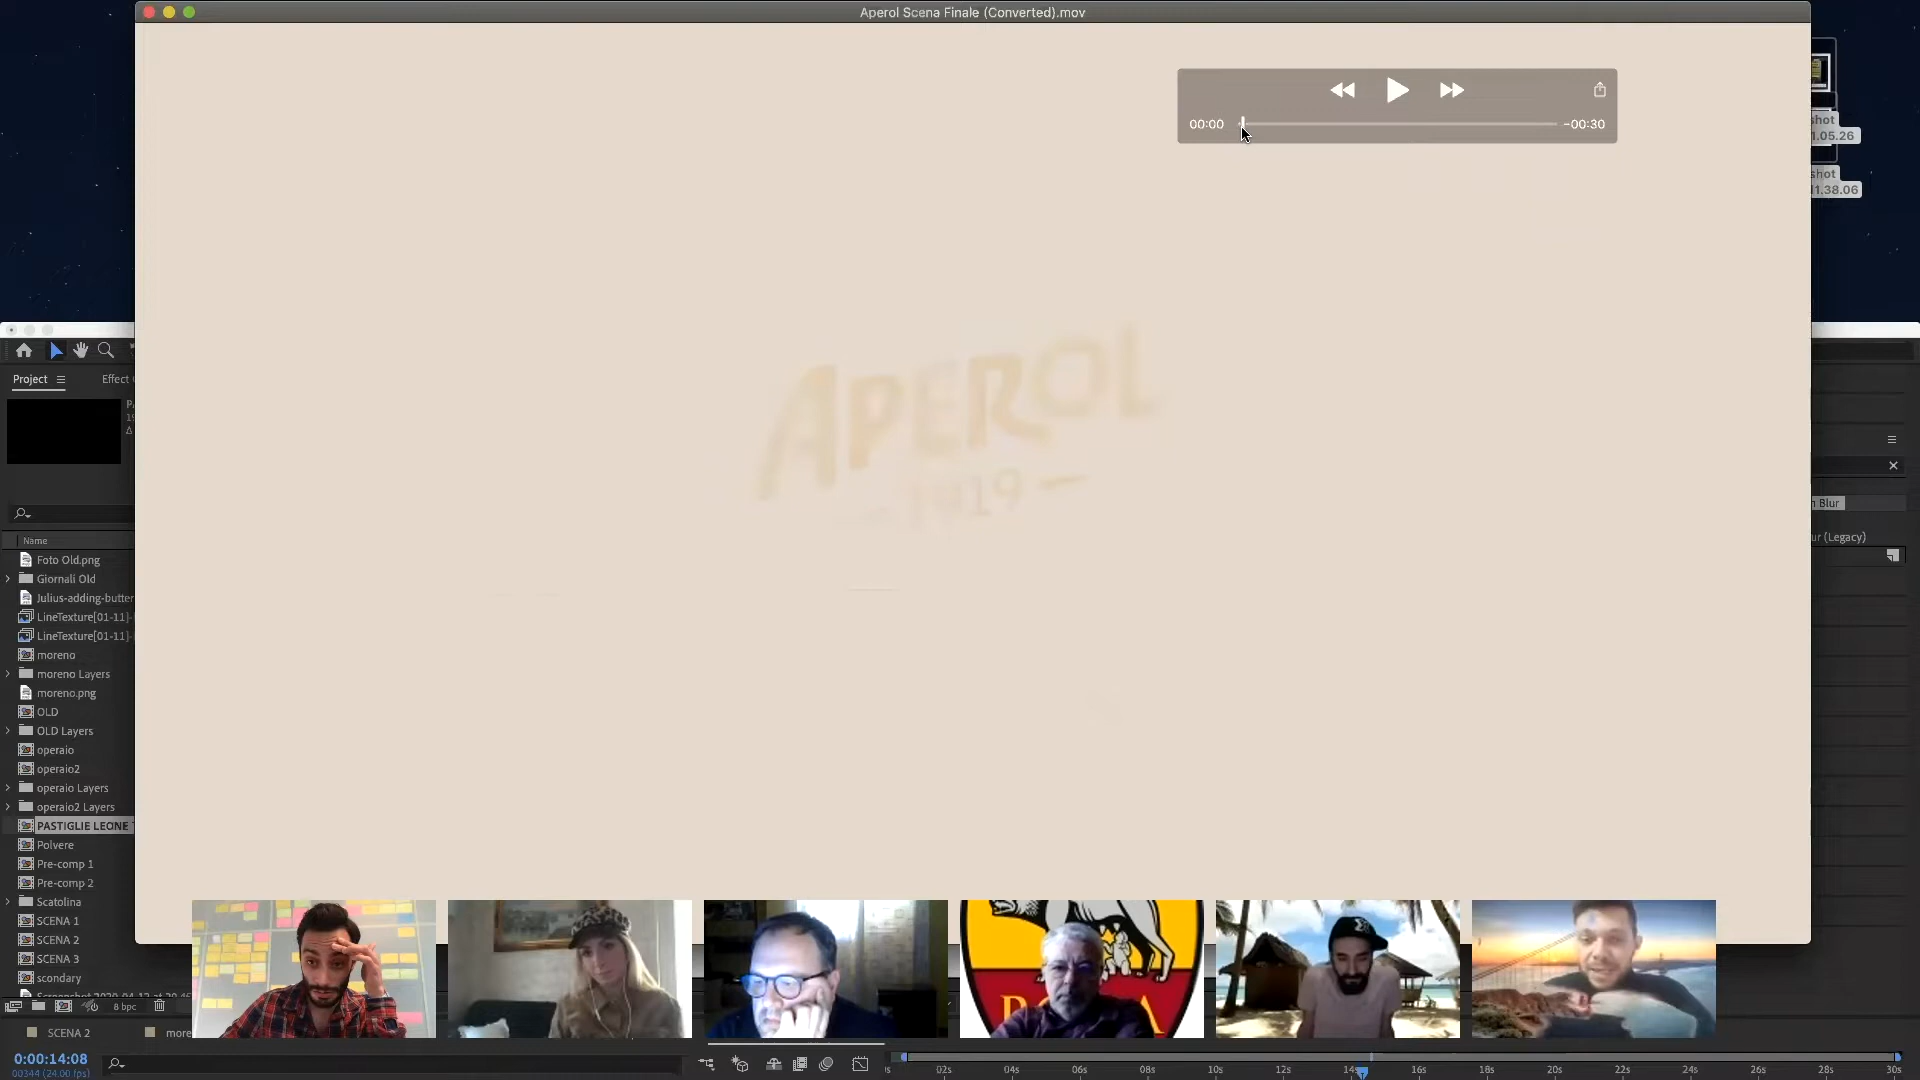 Aperol Scena Finale (Converted).mov
00:00
-00:30
shot
1.05.26
shot
11.38.06
APEROL
1919
Project
Effect
Name
Foto Old.png
Giornali Old
Julius-adding-butter
LineTexture[01-11]-
LineTexture[01-11]-
moreno
moreno Layers
moreno.png
OLD
OLD Layers
operaio
operaio2
operaio Layers
operaio2 Layers
PASTIGLIE LEONE
Polvere
Pre-comp 1
Pre-comp 2
Scatolina
SCENA 1
SCENA 2
SCENA 3
scondary
n Blur
ur (Legacy)
8 bpc
SCENA 2
more
0:00:14:08
00344 (24.00 fps)
02s 04s 06s 08s 10s 12s 14s 16s 18s 20s 22s 24s 26s 28s 30s